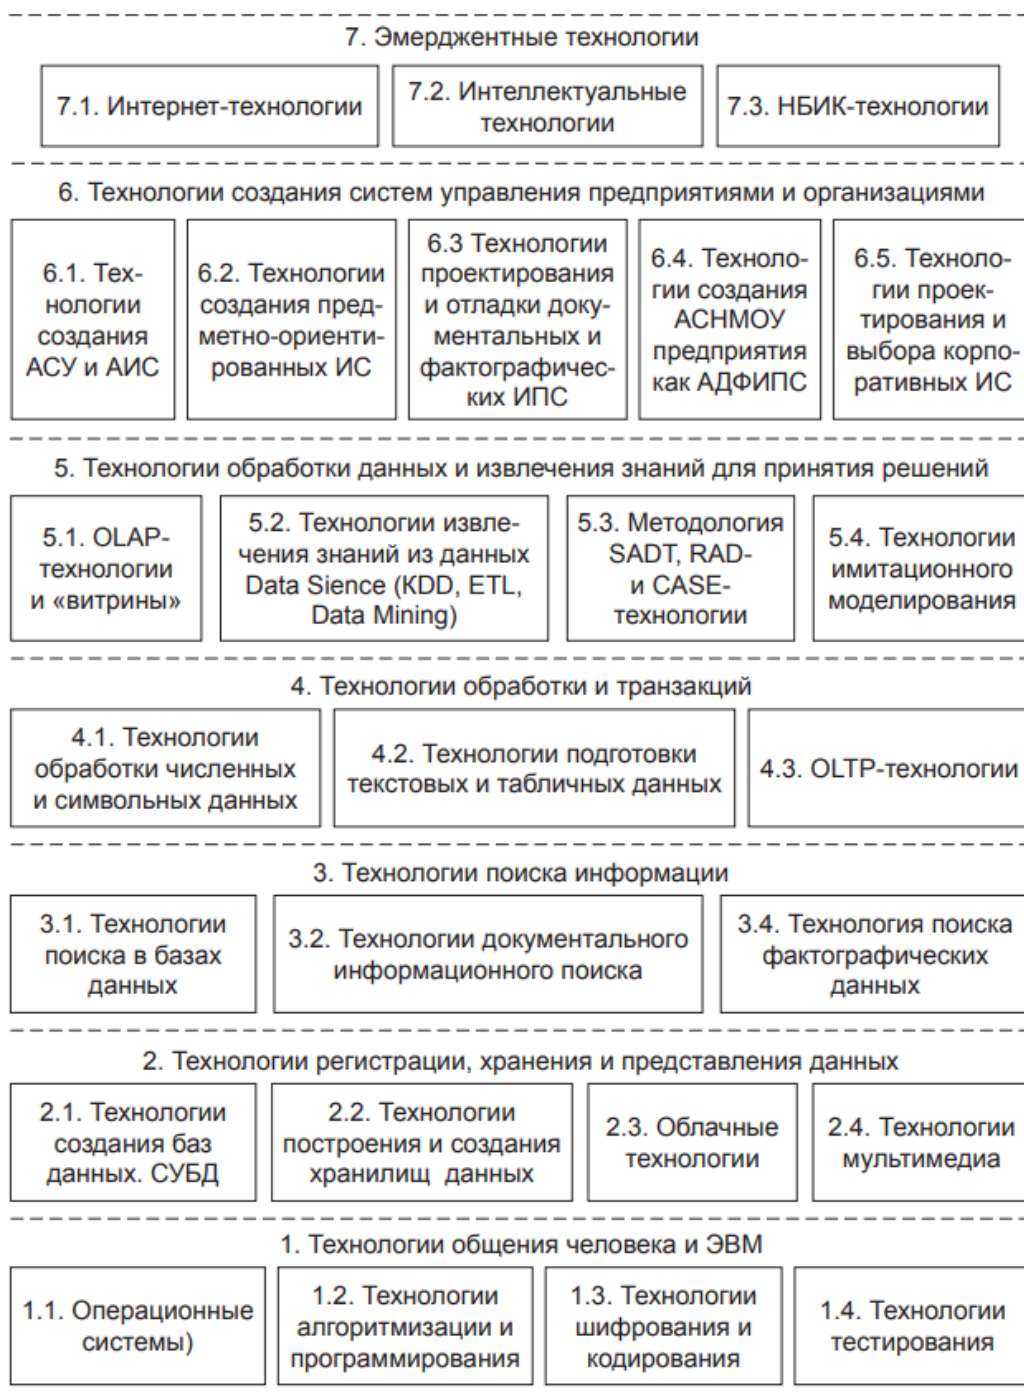 7. Эмерджентные технологии
7.1. Интернет-технологии
7.2. Интеллектуальные
технологии
7.3. НБИК-технологии
6. Технологии создания систем управления предприятиями и организациями
6.1. Тех-
нологии
создания
АСУ и АИС
6.2. Технологии
создания пред-
метно-ориенти-
рованных ИС
6.3 Технологии
проектирования
и отладки доку-
ментальных и
фактографичес-
ких ИПС
6.4. Техноло-
гии создания
АСНМОУ
предприятия
как АДФИПС
6.5. Техноло-
гии проек-
тирования и
выбора корпо-
ративных ИС
5. Технологии обработки данных и извлечения знаний для принятия решений
5.1. OLAP-
технологии
и «витрины»
5.2. Технологии извле-
чения знаний из данных
Data Sience (KDD, ETL,
Data Mining)
5.3. Методология
SADT, RAD-
и CASE-
технологии
5.4. Технологии
имитационного
моделирования
4. Технологии обработки и транзакций
4.1. Технологии
обработки численных
и символьных данных
4.2. Технологии подготовки
текстовых и табличных данных
4.3. OLTP-технологии
3. Технологии поиска информации
3.1. Технологии
поиска в базах
данных
3.2. Технологии документального
информационного поиска
3.4. Технология поиска
фактографических
данных
2. Технологии регистрации, хранения и представления данных
2.1. Технологии
создания баз
данных. СУБД
2.2. Технологии
построения и создания
хранилищ данных
2.3. Облачные
технологии
2.4. Технологии
мультимедиа
1. Технологии общения человека и ЭВМ
1.1. Операционные
системы)
1.2. Технологии
алгоритмизации и
программирования
1.3. Технологии
шифрования и
кодирования
1.4. Технологии
тестирования